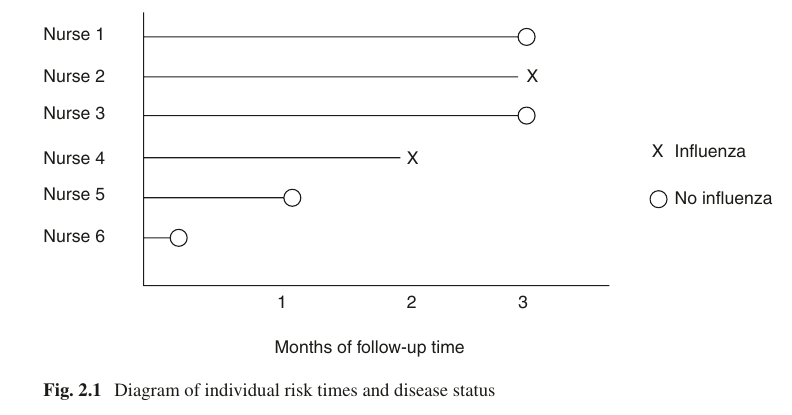 Nurse 1
Nurse 2
X
Nurse 3
Nurse 4
X
X Influenza
Nurse 5
No influenza
Nurse 6
1 2 3
Months of follow-up time
Fig. 2.1 Diagram of individual risk times and disease status